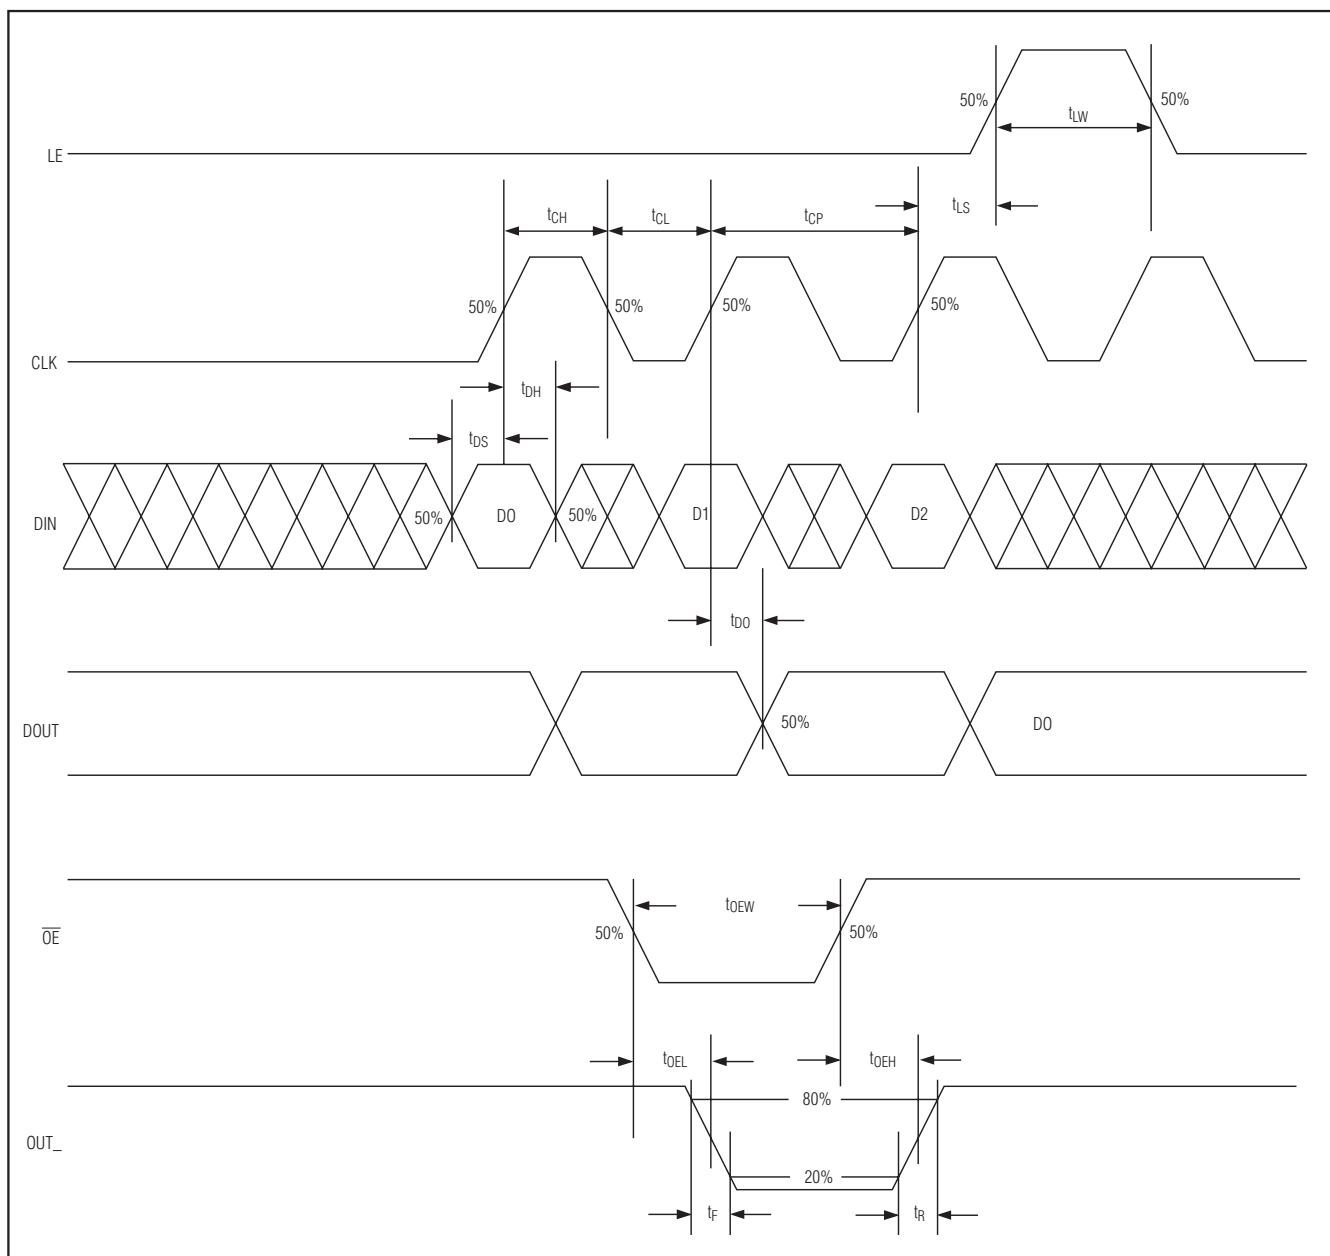 50% 50%
tLW
LE
tLS
tCH tCL tCP
50% 50% 50% 50%
CLK
tDH
tDS
DIN 50% D0 50% D1 D2
tDO
DOUT 50% D0
tOEW
OE 50% 50%
tOEL tOEH
80%
OUT_
20%
tF tR